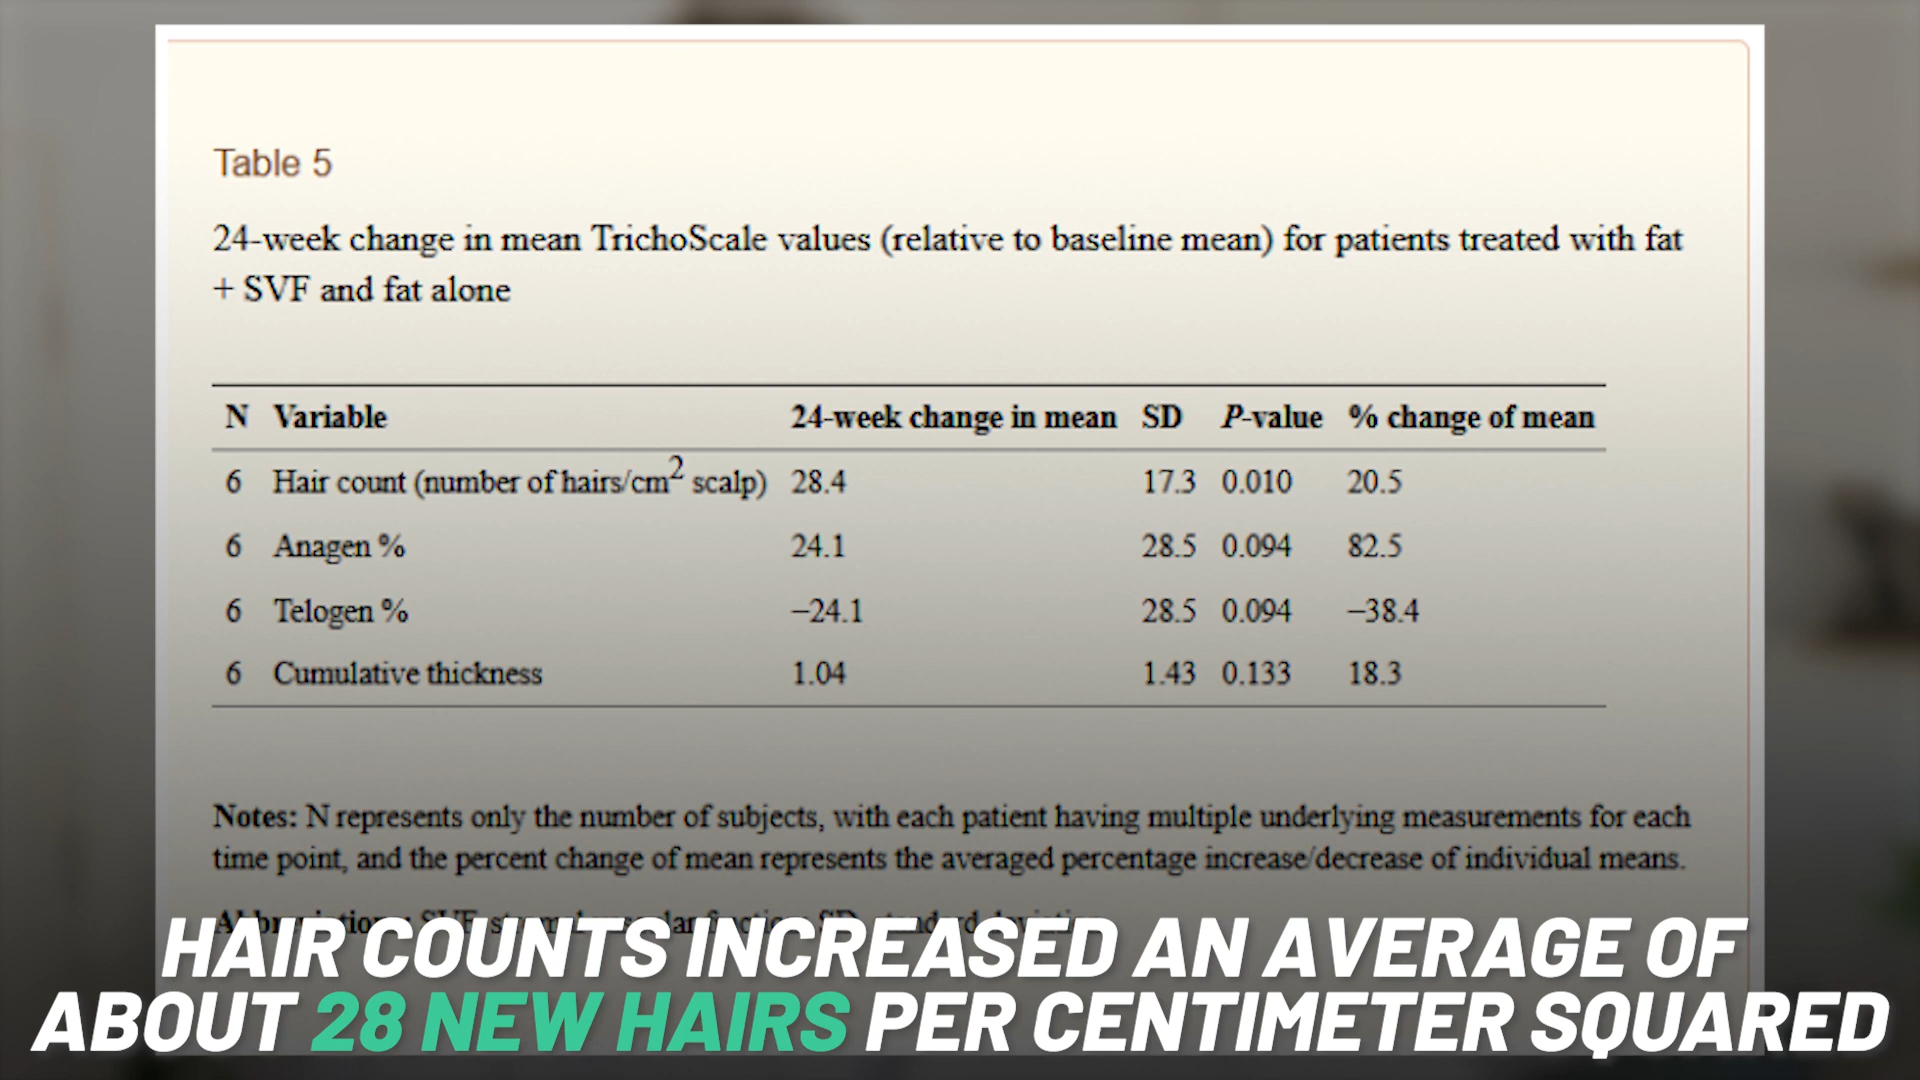 Table 5
24-week change in mean TrichoScale values (relative to baseline mean) for patients treated with fat
+ SVF and fat alone
N Variable 24-week change in mean SD P-value % change of mean
6 Hair count (number of hairs/cm² scalp) 28.4 17.3 0.010 20.5
6 Anagen % 24.1 28.5 0.094 82.5
6 Telogen % −24.1 28.5 0.094 −38.4
6 Cumulative thickness 1.04 1.43 0.133 18.3
Notes: N represents only the number of subjects, with each patient having multiple underlying measurements for each
time point, and the percent change of mean represents the averaged percentage increase/decrease of individual means.
HAIR COUNTS INCREASED AN AVERAGE OF
ABOUT 28 NEW HAIRS PER CENTIMETER SQUARED